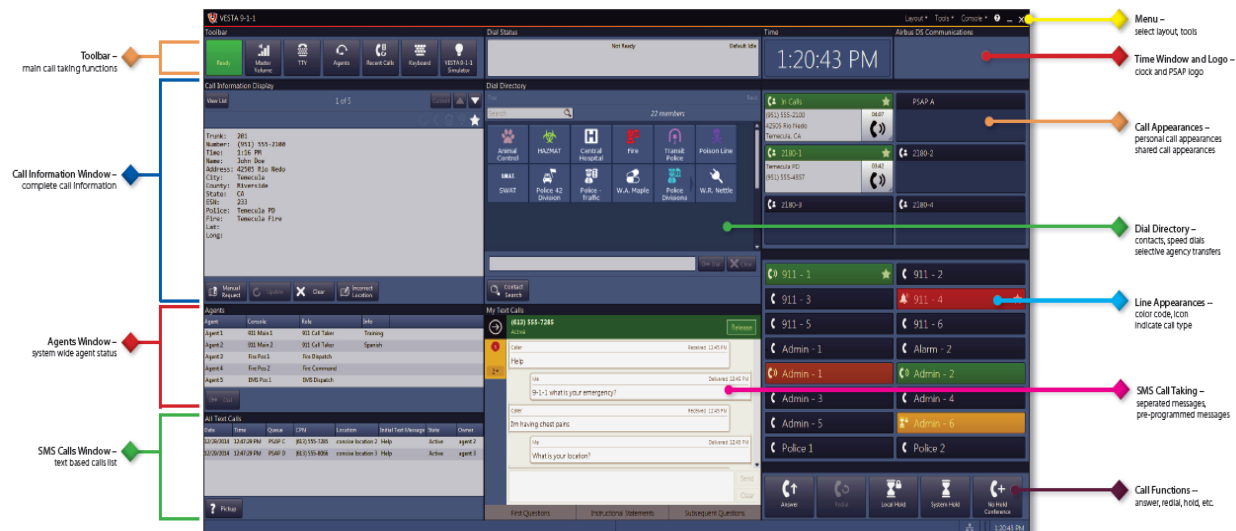 VESTA 9-1-1
Layout Tools Console
Toolbar
Ready
Master Volume
TTY
Agents
Recent Calls
Keyboard
VESTA 9-1-1 Simulator
Dial Status
Not Ready
Default Idle
Time
1:20:43 PM
Airbus DS Communications
Toolbar –
main call taking functions
Call Information Window –
complete call information
Agents Window –
system wide agent status
SMS Calls Window –
text based calls list
Call Information Display
View List
1 of 5
Trunk: 201
Number: (951) 555-2100
Time: 1:16 PM
Name: John Doe
Address: 42505 Rio Nedo
City: Temecula
County: Riverside
State: CA
ESN: 233
Police: Temecula PD
Fire: Temecula Fire
Lat:
Long:
Manual Request
Update
Clear
Incorrect Location
Agents
Agent Console Role Info
Agent 1 911 Main 1 911 Call Taker Training
Agent 2 911 Main 2 911 Call Taker Spanish
Agent 3 Fire Pos 1 Fire Dispatch
Agent 4 Fire Pos 2 Fire Command
Agent 5 EMS Pos 1 EMS Dispatch
All Text Calls
Date Time Queue CPN Location Initial Text Message State Owner
12/29/2014 12:47:29 PM PSAP C (613) 555-7285 concise location 2 Help Active agent 2
12/29/2014 12:47:29 PM PSAP D (613) 555-8066 concise location 3 Help Active agent 3
Pickup
Dial Directory
Search
22 members
Animal Control
HAZMAT
Central Hospital
Fire
Transit Police
Poison Line
SWAT
SWAT
Police 42 Division
Police - Traffic
W.A. Maple
Police Divisions
W.R. Nettle
Clear
Contact Search
My Text Calls
(613) 555-7285
Active
Release
Caller Received 12:45 PM
Help
Me Delivered 12:45 PM
9-1-1 what is your emergency?
Caller Received 12:45 PM
I'm having chest pains
Me Delivered 12:45 PM
What is your location?
Send
Clear
First Questions
Instructional Statements
Subsequent Questions
In Calls
(951) 555-2100
42505 Rio Nedo
Temecula, CA
04:07
PSAP A
2180-1
Temecula PD
(951) 555-4857
03:42
2180-2
2180-3
2180-4
911 - 1
911 - 2
911 - 3
911 - 4
911 - 5
911 - 6
Admin - 1
Alarm - 2
Admin - 1
Admin - 2
Admin - 3
Admin - 4
Admin - 5
Admin - 6
Police 1
Police 2
Answer
Redial
Local Hold
System Hold
No Hold Conference
1:20:43 PM
Menu –
select layout, tools
Time Window and Logo –
clock and PSAP logo
Call Appearances –
personal call appearances
shared call appearances
Dial Directory –
contacts, speed dials
selective agency transfers
Line Appearances --
color code, icon
indicate call type
SMS Call Taking –
seperated messages,
pre-programmed messages
Call Functions --
answer, redial, hold, etc.